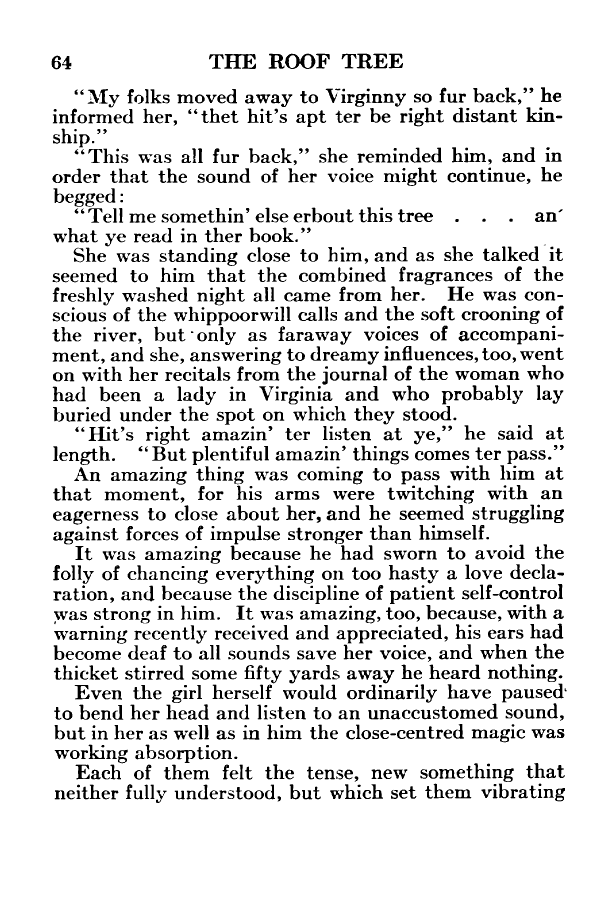 64 THE ROOF TREE
“My folks moved away to Virginny so fur back,” he
informed her, “thet hit’s apt ter be right distant kin-
ship.”
“This was all fur back,” she reminded him, and in
order that the sound of her voice might continue, he
begged:
“Tell me somethin’ else erbout this tree . . . an’
what ye read in ther book.”
She was standing close to him, and as she talked it
seemed to him that the combined fragrances of the
freshly washed night all came from her. He was con-
scious of the whippoorwill calls and the soft crooning of
the river, but only as faraway voices of accompani-
ment, and she, answering to dreamy influences, too, went
on with her recitals from the journal of the woman who
had been a lady in Virginia and who probably lay
buried under the spot on which they stood.
“Hit’s right amazin’ ter listen at ye,” he said at
length. “But plentiful amazin’ things comes ter pass.”
An amazing thing was coming to pass with him at
that moment, for his arms were twitching with an
eagerness to close about her, and he seemed struggling
against forces of impulse stronger than himself.
It was amazing because he had sworn to avoid the
folly of chancing everything on too hasty a love decla-
ration, and because the discipline of patient self-control
was strong in him. It was amazing, too, because, with a
warning recently received and appreciated, his ears had
become deaf to all sounds save her voice, and when the
thicket stirred some fifty yards away he heard nothing.
Even the girl herself would ordinarily have paused
to bend her head and listen to an unaccustomed sound,
but in her as well as in him the close-centred magic was
working absorption.
Each of them felt the tense, new something that
neither fully understood, but which set them vibrating